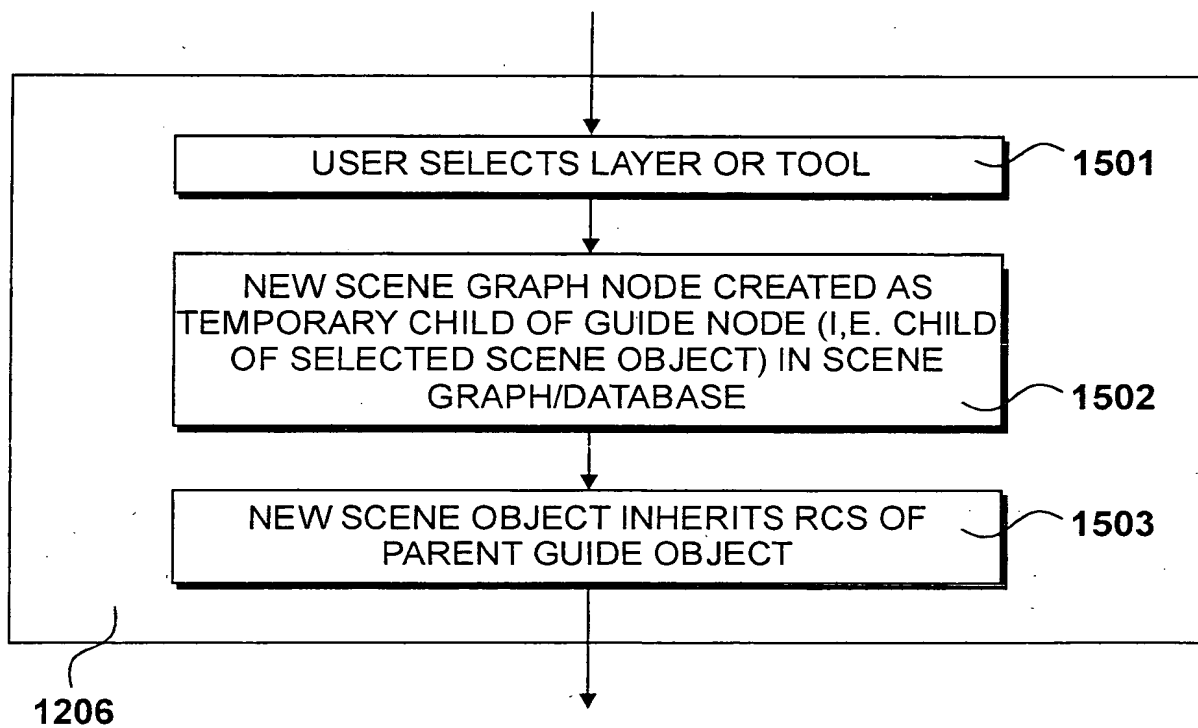 USER SELECTS LAYER OR TOOL
1501
NEW SCENE GRAPH NODE CREATED AS
TEMPORARY CHILD OF GUIDE NODE (I,E. CHILD
OF SELECTED SCENE OBJECT) IN SCENE
GRAPH/DATABASE
1502
NEW SCENE OBJECT INHERITS RCS OF
PARENT GUIDE OBJECT
1503
1206